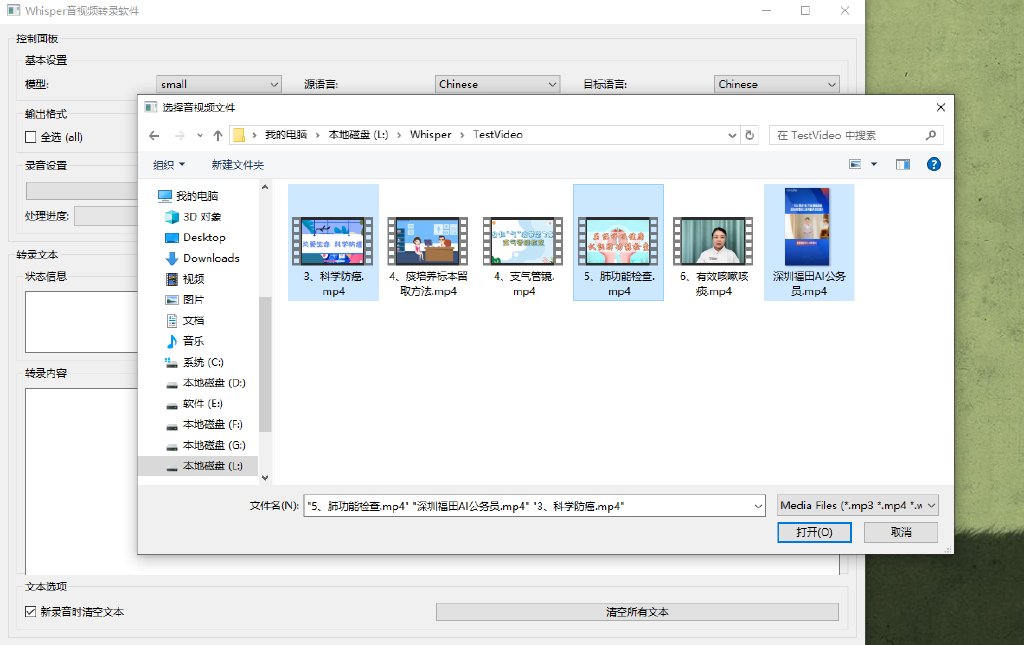 Whisper音视频转录软件
控制面板
基本设置
模型:
small
源语言:
Chinese
目标语言:
Chinese
输出格式
全选 (all)
录音设置
处理进度:
转录文本
状态信息
转录内容
文本选项
新录音时清空文本
清空所有文本
选择音视频文件
我的电脑 › 本地磁盘 (L:) › Whisper › TestVideo
在 TestVideo 中搜索
组织
新建文件夹
我的电脑
3D 对象
Desktop
Downloads
视频
图片
文档
音乐
系统 (C:)
本地磁盘 (D:)
软件 (E:)
本地磁盘 (F:)
本地磁盘 (G:)
本地磁盘 (L:)
关爱生命 科学防癌
3、科学防癌.
mp4
4、痰培养标本留
取方法.mp4
4、支气管镜.
mp4
5、肺功能检查.
mp4
6、有效咳嗽咳
痰.mp4
深圳福田AI公务
员.mp4
文件名(N):
"5、肺功能检查.mp4" "深圳福田AI公务员.mp4" "3、科学防癌.mp4"
Media Files (*.mp3 *.mp4 *.w
打开(O)
取消